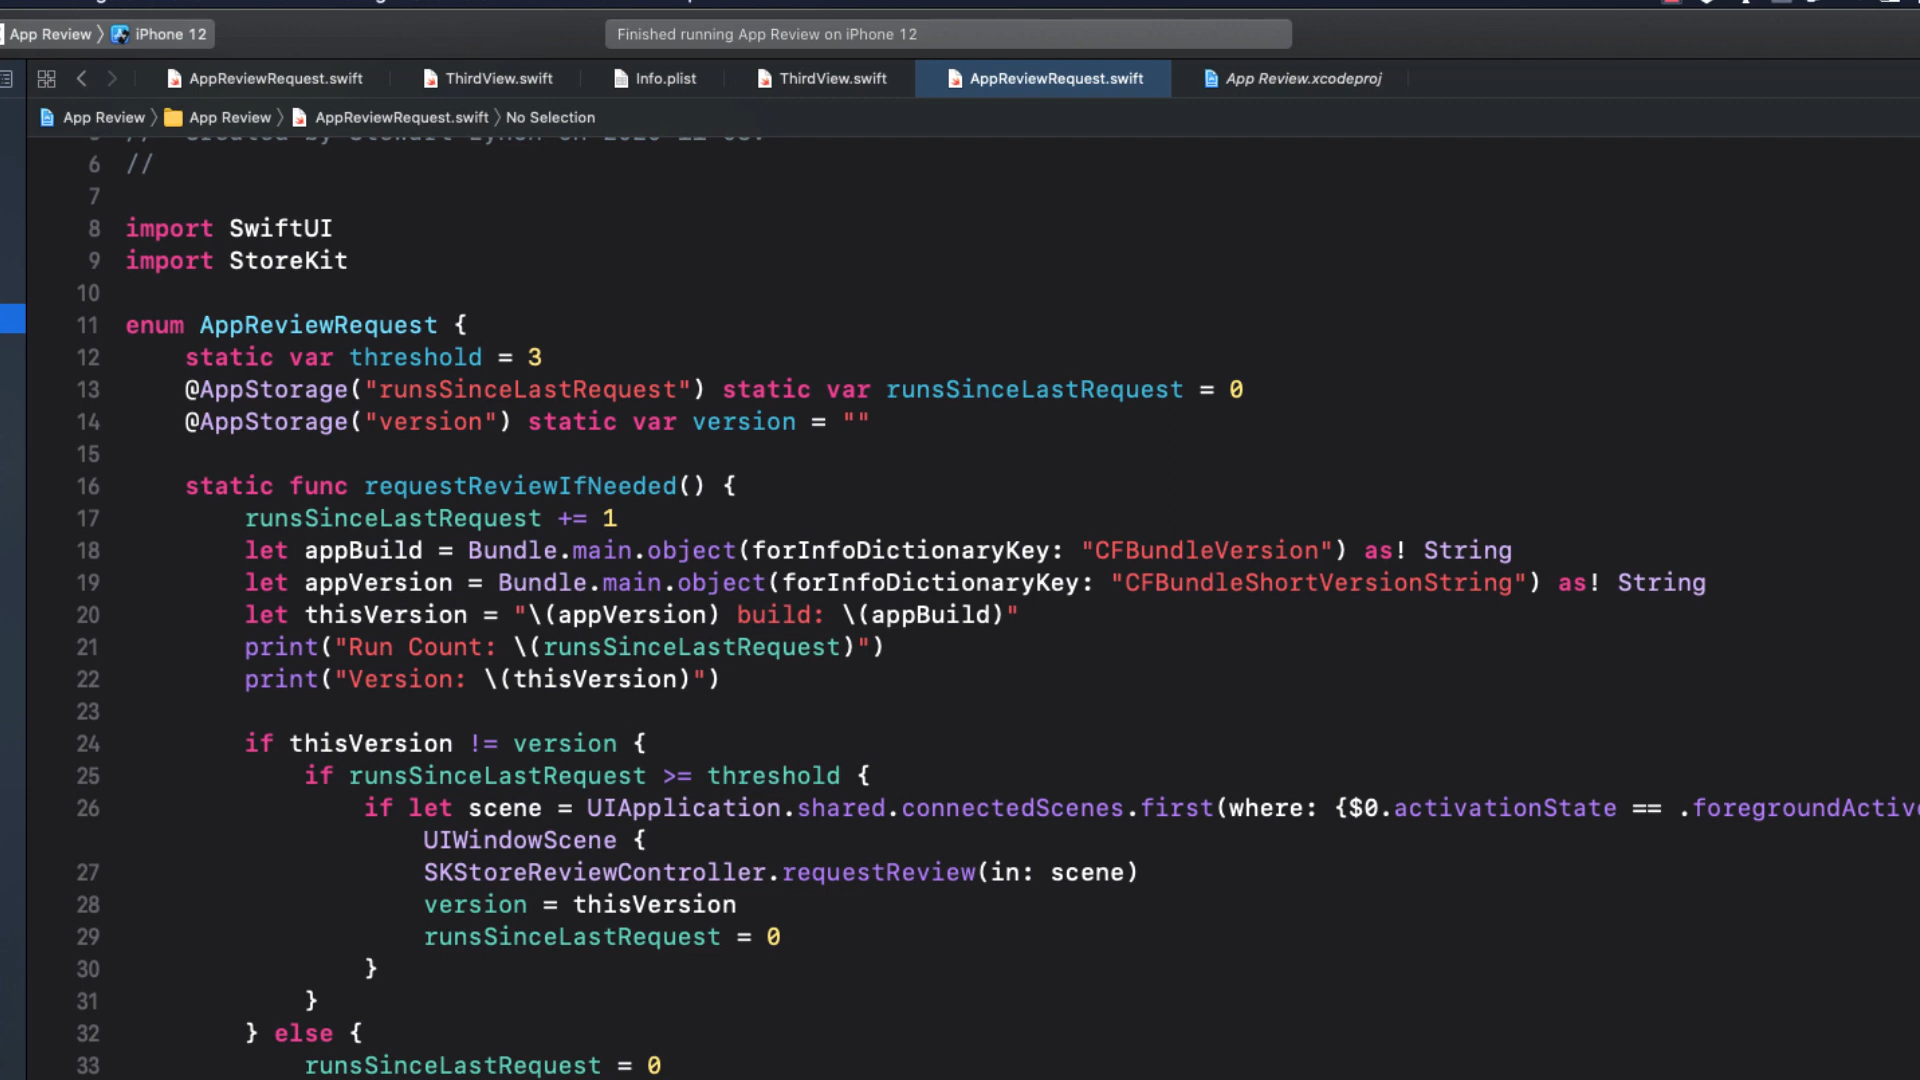 App Review 〉 iPhone 12
Finished running App Review on iPhone 12
AppReviewRequest.swift ThirdView.swift Info.plist ThirdView.swift AppReviewRequest.swift App Review.xcodeproj
App Review 〉 App Review 〉 AppReviewRequest.swift 〉 No Selection
6 //
7
8 import SwiftUI
9 import StoreKit
10
11 enum AppReviewRequest {
12 static var threshold = 3
13 @AppStorage("runsSinceLastRequest") static var runsSinceLastRequest = 0
14 @AppStorage("version") static var version = ""
15
16 static func requestReviewIfNeeded() {
17 runsSinceLastRequest += 1
18 let appBuild = Bundle.main.object(forInfoDictionaryKey: "CFBundleVersion") as! String
19 let appVersion = Bundle.main.object(forInfoDictionaryKey: "CFBundleShortVersionString") as! String
20 let thisVersion = "\(appVersion) build: \(appBuild)"
21 print("Run Count: \(runsSinceLastRequest)")
22 print("Version: \(thisVersion)")
23
24 if thisVersion != version {
25 if runsSinceLastRequest >= threshold {
26 if let scene = UIApplication.shared.connectedScenes.first(where: {$0.activationState == .foregroundActive
UIWindowScene {
27 SKStoreReviewController.requestReview(in: scene)
28 version = thisVersion
29 runsSinceLastRequest = 0
30 }
31 }
32 } else {
33 runsSinceLastRequest = 0